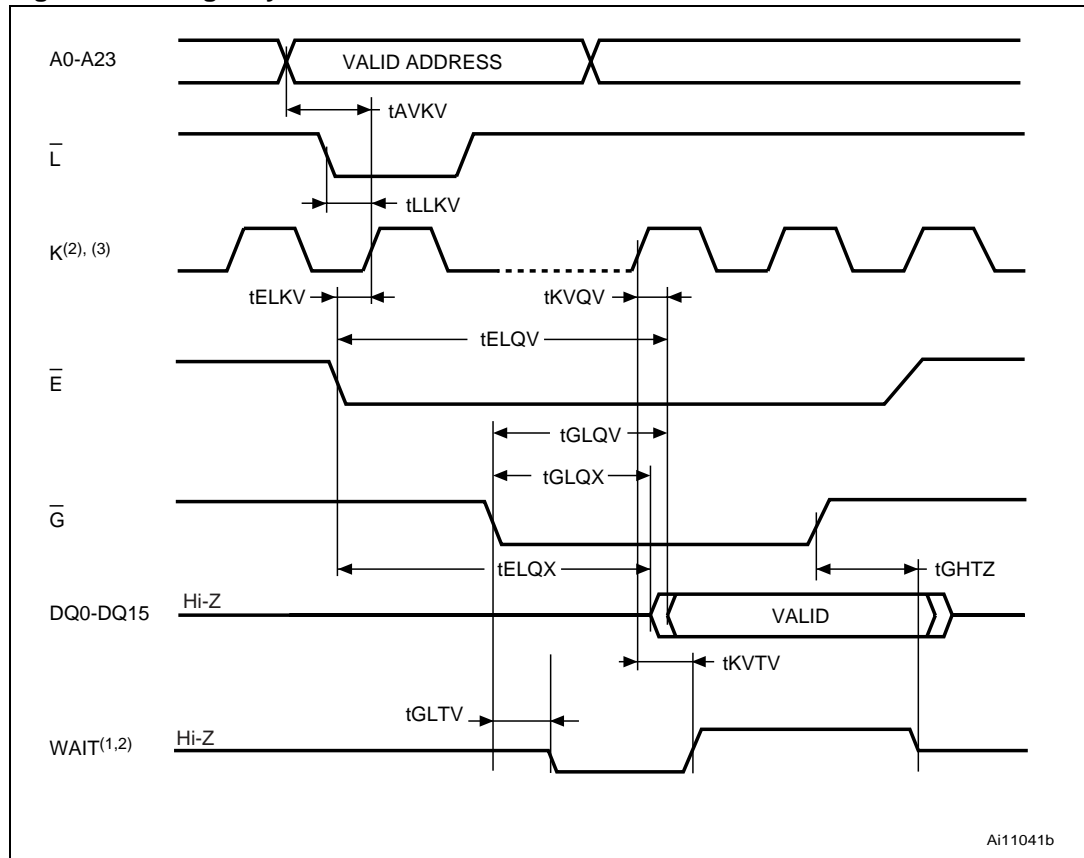 A0-A23 VALID ADDRESS
tAVKV
L̅
tLLKV
K(2), (3)
tELKV tKVQV
tELQV
E̅
tGLQV
tGLQX
G̅
tELQX tGHTZ
DQ0-DQ15 Hi-Z VALID
tKVTV
tGLTV
WAIT(1,2) Hi-Z
Ai11041b